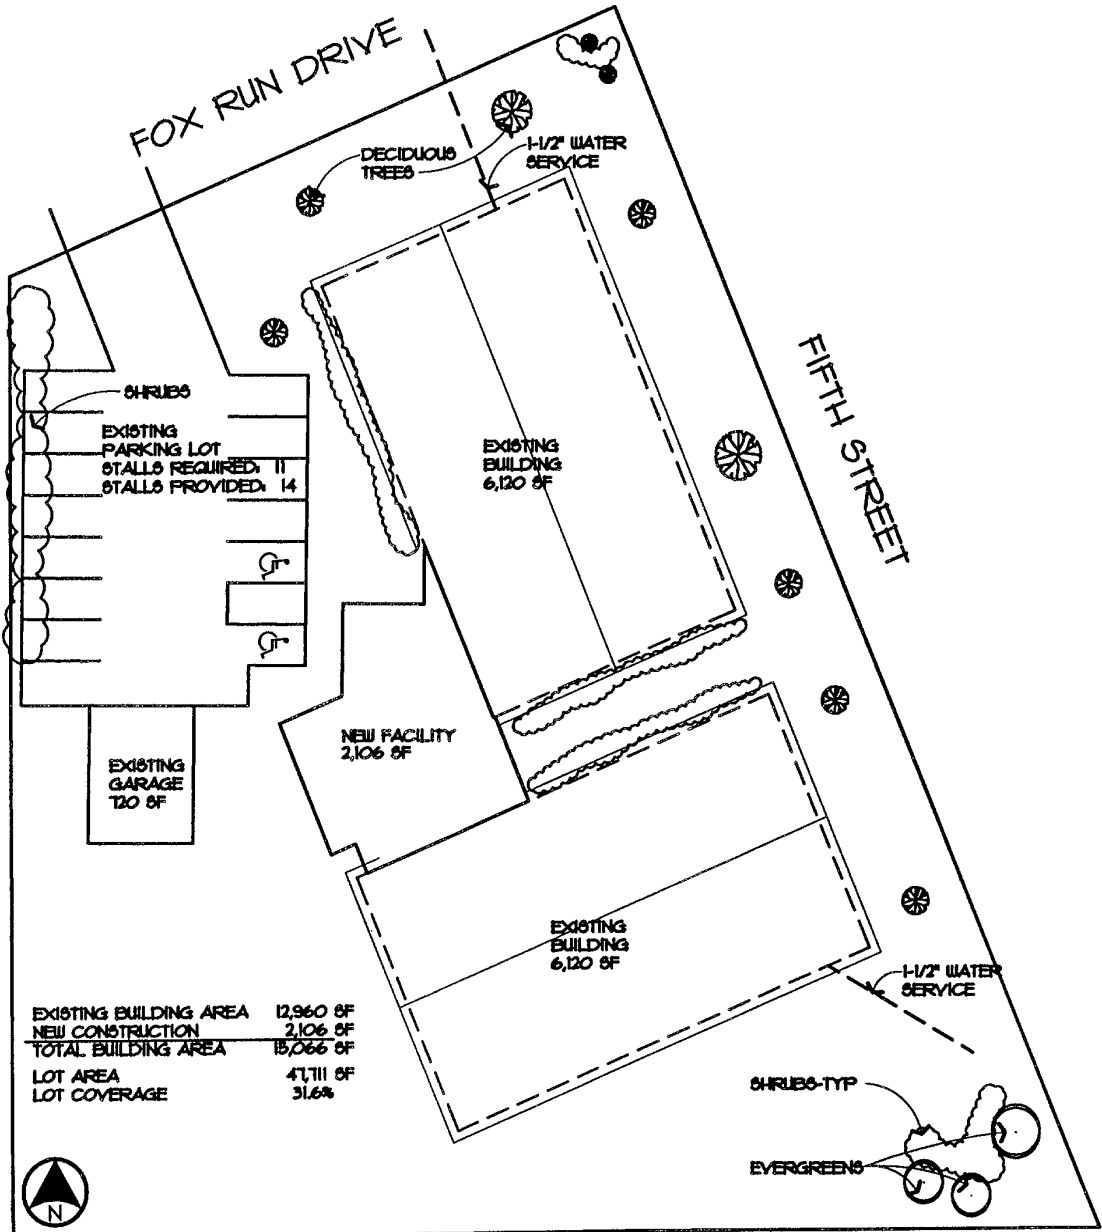 FOX RUN DRIVE
DECIDUOUS
TREES
1-1/2" WATER
SERVICE
FIFTH STREET
SHRUBS
EXISTING
PARKING LOT
STALLS REQUIRED: 11
STALLS PROVIDED: 14
EXISTING
BUILDING
6,120 SF
NEW FACILITY
2,106 SF
EXISTING
GARAGE
720 SF
EXISTING
BUILDING
6,120 SF
1-1/2" WATER
SERVICE
EXISTING BUILDING AREA 12,960 SF
NEW CONSTRUCTION 2,106 SF
TOTAL BUILDING AREA 15,066 SF
LOT AREA 47,711 SF
LOT COVERAGE 31.6%
SHRUBS-TYP
EVERGREENS
N